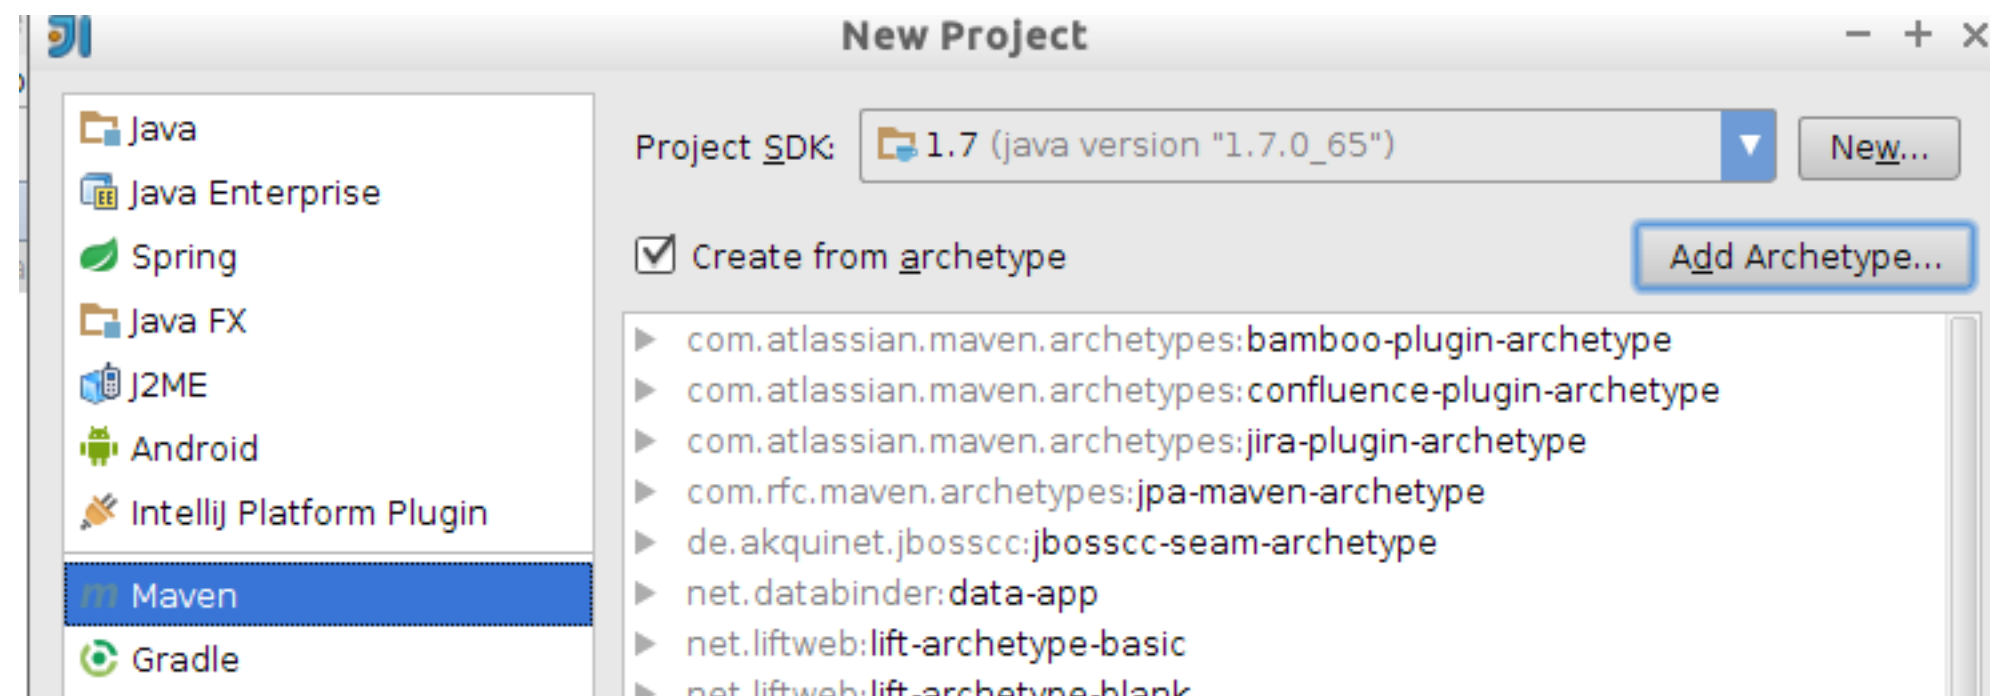 New Project
Java
Java Enterprise
Spring
Java FX
J2ME
Android
IntelliJ Platform Plugin
Maven
Gradle
Project SDK: 1.7 (java version "1.7.0_65") New...
Create from archetype Add Archetype...
com.atlassian.maven.archetypes:bamboo-plugin-archetype
com.atlassian.maven.archetypes:confluence-plugin-archetype
com.atlassian.maven.archetypes:jira-plugin-archetype
com.rfc.maven.archetypes:jpa-maven-archetype
de.akquinet.jbosscc:jbosscc-seam-archetype
net.databinder:data-app
net.liftweb:lift-archetype-basic
net.liftweb:lift-archetype-blank